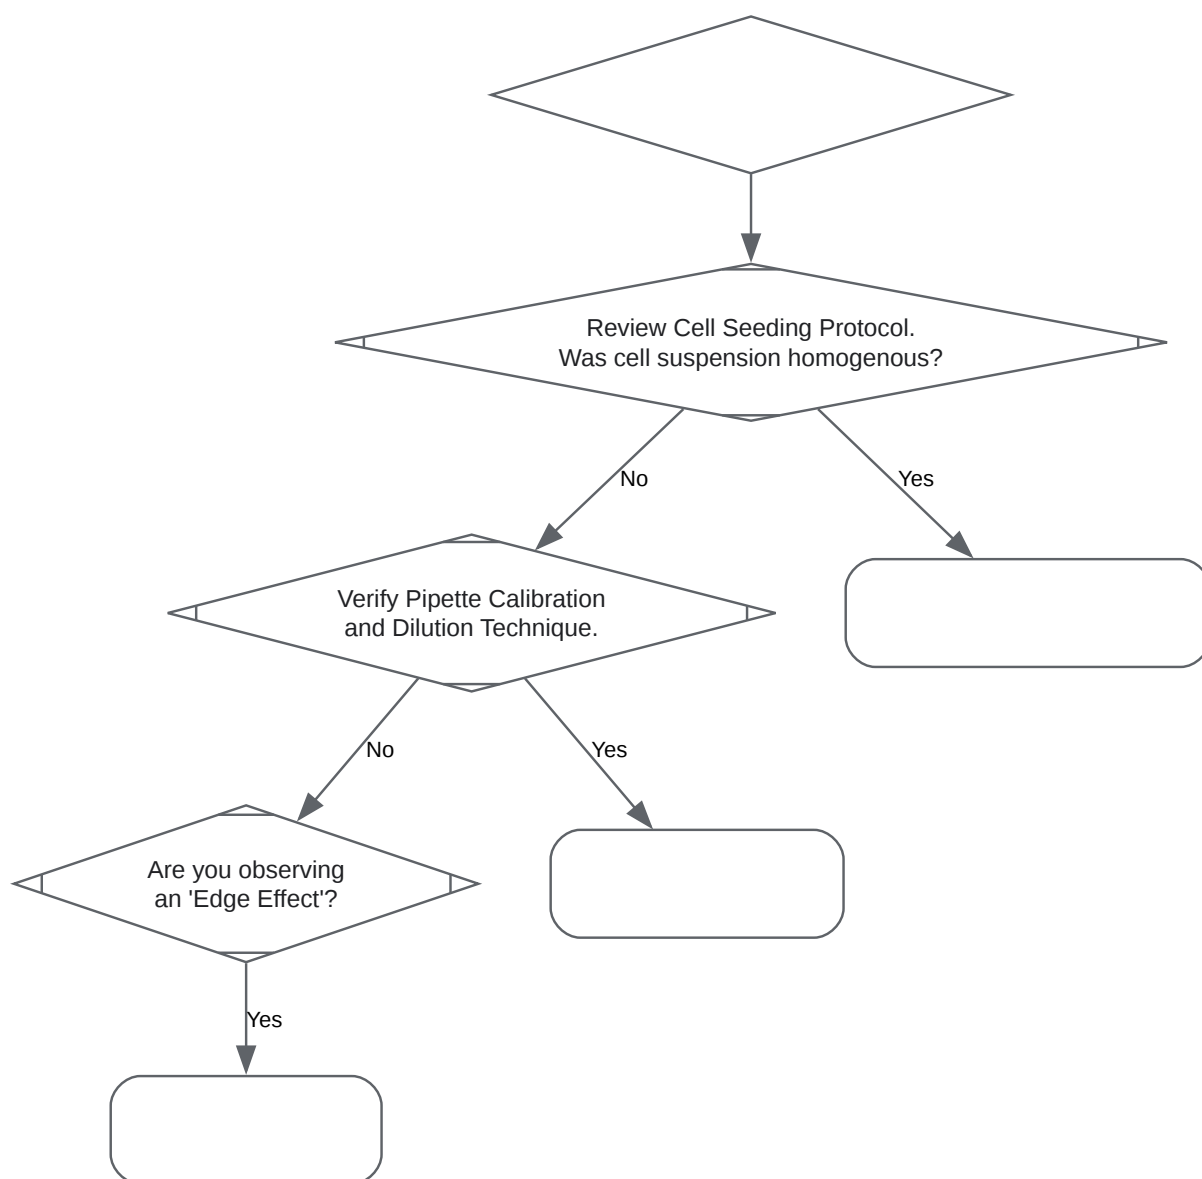 Review Cell Seeding Protocol.
Was cell suspension homogenous?
No
Yes
Verify Pipette Calibration
and Dilution Technique.
No
Yes
Are you observing
an 'Edge Effect'?
Yes